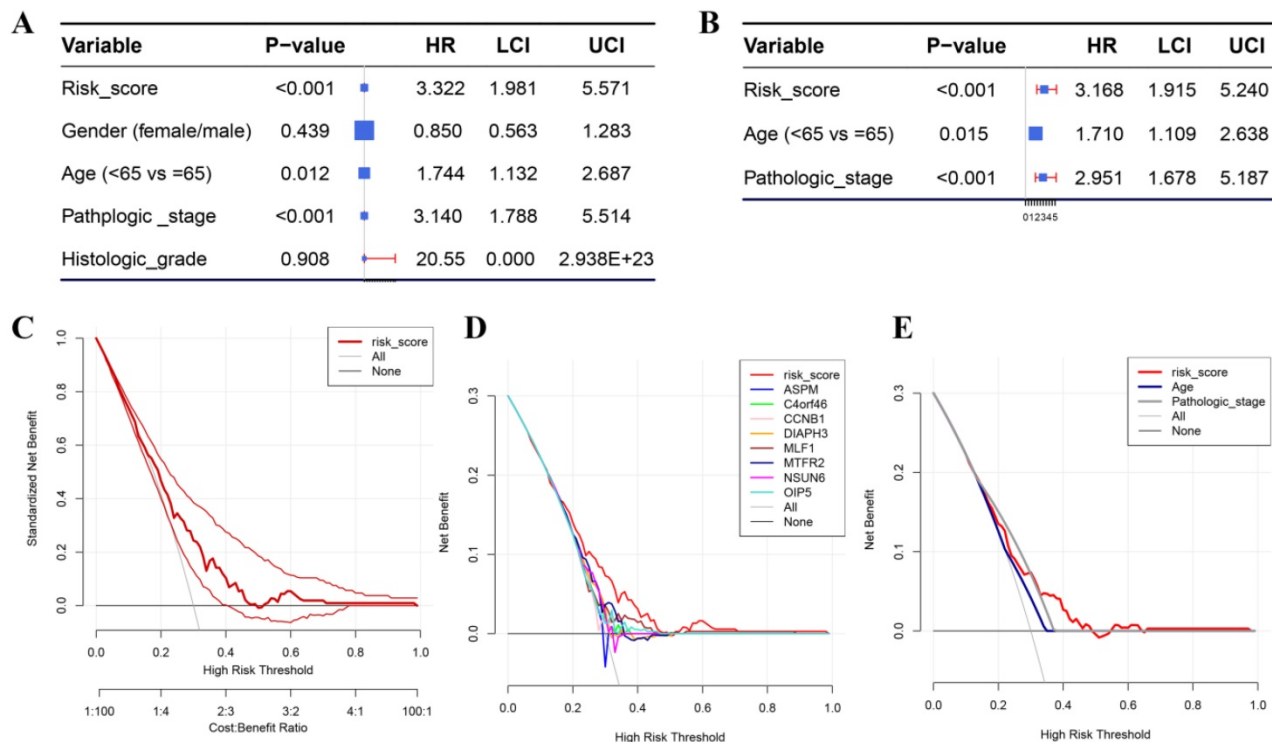 A
Variable P-value HR LCI UCI
Risk_score <0.001 3.322 1.981 5.571
Gender (female/male) 0.439 0.850 0.563 1.283
Age (<65 vs =65) 0.012 1.744 1.132 2.687
Pathplogic _stage <0.001 3.140 1.788 5.514
Histologic_grade 0.908 20.55 0.000 2.938E+23
B
Variable P-value HR LCI UCI
Risk_score <0.001 3.168 1.915 5.240
Age (<65 vs =65) 0.015 1.710 1.109 2.638
Pathologic_stage <0.001 2.951 1.678 5.187
012345
C
Standardized Net Benefit
1.0
0.8
0.6
0.4
0.2
0.0
risk_score
All
None
0.0 0.2 0.4 0.6 0.8 1.0
High Risk Threshold
1:100 1:4 2:3 3:2 4:1 100:1
Cost:Benefit Ratio
D
Net Benefit
0.3
0.2
0.1
0.0
risk_score
ASPM
C4orf46
CCNB1
DIAPH3
MLF1
MTFR2
NSUN6
OIP5
All
None
0.0 0.2 0.4 0.6 0.8 1.0
High Risk Threshold
E
Net Benefit
0.3
0.2
0.1
0.0
risk_score
Age
Pathologic_stage
All
None
0.0 0.2 0.4 0.6 0.8 1.0
High Risk Threshold